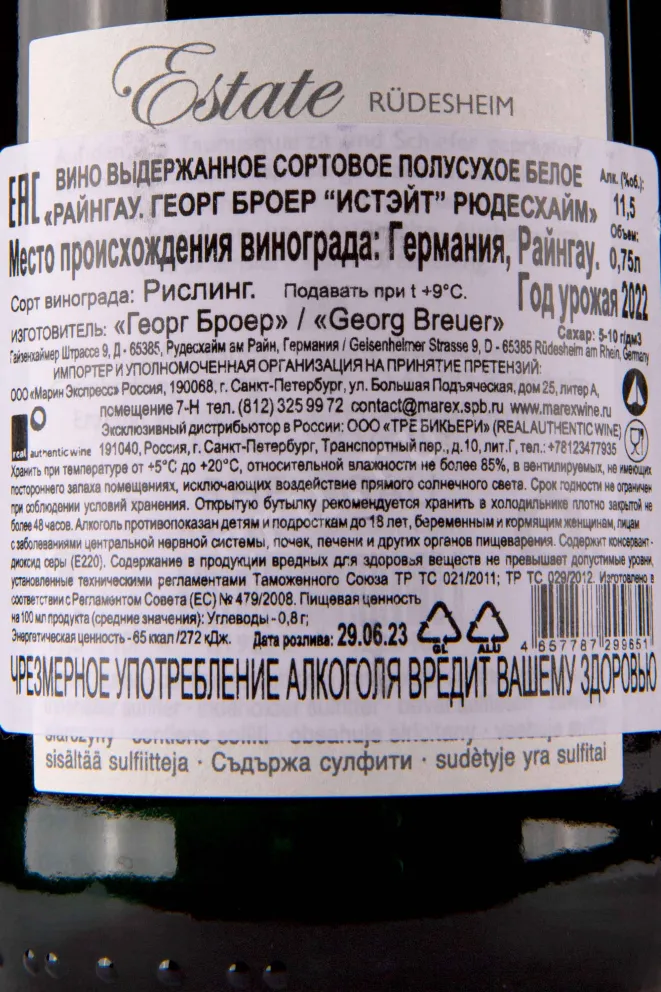 Estate RÜDESHEIM
ВИНО ВЫДЕРЖАННОЕ СОРТОВОЕ ПОЛУСУХОЕ БЕЛОЕ
Алк. (%об.):
EAC
«РАЙНГАУ. ГЕОРГ БРОЕР "ИСТЭЙТ" РЮДЕСХАЙМ»
11,5
Объем:
Место происхождения винограда: Германия, Райнгау.
0,75л
Сорт винограда: Рислинг. Подавать при t +9°C.
Год урожая 2022
ИЗГОТОВИТЕЛЬ: «Георг Броер» / «Georg Breuer»
Сахар: 5-10 г/дм3
Гайзенхаймер Штрассе 9, Д - 65385, Рудесхайм ам Райн, Германия / Geisenheimer Strasse 9, D - 65385 Rüdesheim am Rhein, Germany
ИМПОРТЕР И УПОЛНОМОЧЕННАЯ ОРГАНИЗАЦИЯ НА ПРИНЯТИЕ ПРЕТЕНЗИЙ:
ООО «Марин Экспресс» Россия, 190068, г. Санкт-Петербург, ул. Большая Подъяческая, дом 25, литер А,
помещение 7-Н тел. (812) 325 99 72 contact@marex.spb.ru www.marexwine.ru
Эксклюзивный дистрибьютор в России: ООО «ТРЕ БИКЬЕРИ» (REAL AUTHENTIC WINE)
real authentic wine
191040, Россия, г. Санкт-Петербург, Транспортный пер., д.10, лит.Г, тел.: +78123477935
Хранить при температуре от +5°C до +20°C, относительной влажности не более 85%, в вентилируемых, не имеющих
постороннего запаха помещениях, исключающих воздействие прямого солнечного света. Срок годности не ограничен
при соблюдении условий хранения. Открытую бутылку рекомендуется хранить в холодильнике плотно закрытой не
более 48 часов. Алкоголь противопоказан детям и подросткам до 18 лет, беременным и кормящим женщинам, лицам
с заболеваниями центральной нервной системы, почек, печени и других органов пищеварения. Содержит консервант -
диоксид серы (Е220). Содержание в продукции вредных для здоровья веществ не превышает допустимые уровни,
установленные техническими регламентами Таможенного Союза ТР ТС 021/2011; ТР ТС 029/2012. Изготовлено в
соответствии с Регламентом Совета (ЕС) № 479/2008. Пищевая ценность
на 100 мл продукта (средние значения): Углеводы - 0,8 г;
Энергетическая ценность - 65 ккал /272 кДж. Дата розлива: 29.06.23
GL ALU
4 657787 299651
ЧРЕЗМЕРНОЕ УПОТРЕБЛЕНИЕ АЛКОГОЛЯ ВРЕДИТ ВАШЕМУ ЗДОРОВЬЮ
sisältää sulfiitteja · Съдържа сулфити · sudėtyje yra sulfitai